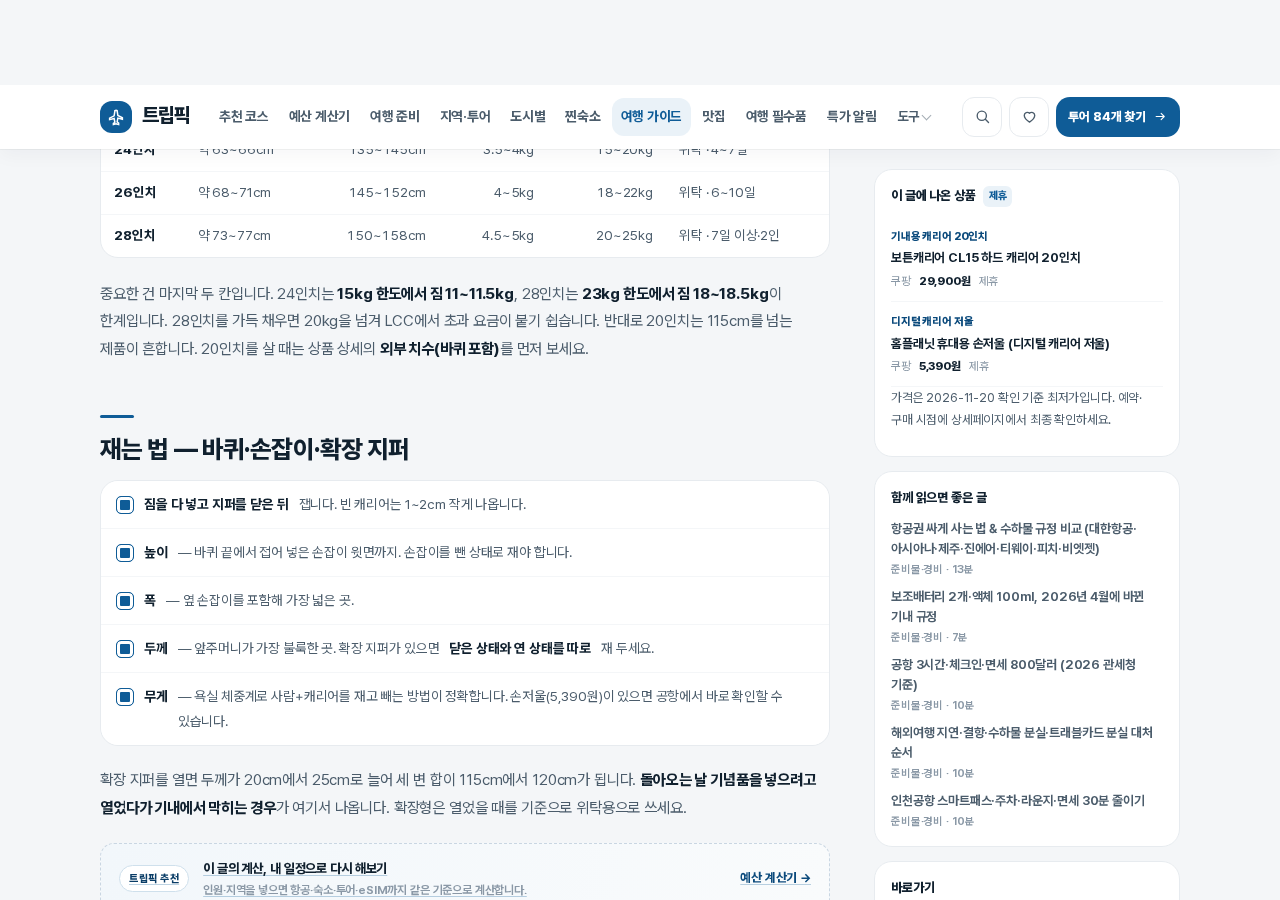 트립픽
추천 코스
예산 계산기
여행 준비
지역·투어
도시별
찐숙소
여행 가이드
맛집
여행 필수품
특가 알림
도구
투어 84개 찾기 →
24인치 약 63~66cm 135~145cm 3.5~4kg 15~20kg 위탁 · 4~7일
26인치 약 68~71cm 145~152cm 4~5kg 18~22kg 위탁 · 6~10일
28인치 약 73~77cm 150~158cm 4.5~5kg 20~25kg 위탁 · 7일 이상·2인
중요한 건 마지막 두 칸입니다. 24인치는 15kg 한도에서 짐 11~11.5kg, 28인치는 23kg 한도에서 짐 18~18.5kg이
한계입니다. 28인치를 가득 채우면 20kg을 넘겨 LCC에서 초과 요금이 붙기 쉽습니다. 반대로 20인치는 115cm를 넘는
제품이 흔합니다. 20인치를 살 때는 상품 상세의 외부 치수(바퀴 포함)를 먼저 보세요.
재는 법 — 바퀴·손잡이·확장 지퍼
짐을 다 넣고 지퍼를 닫은 뒤 잽니다. 빈 캐리어는 1~2cm 작게 나옵니다.
높이 — 바퀴 끝에서 접어 넣은 손잡이 윗면까지. 손잡이를 뺀 상태로 재야 합니다.
폭 — 옆 손잡이를 포함해 가장 넓은 곳.
두께 — 앞주머니가 가장 불룩한 곳. 확장 지퍼가 있으면 닫은 상태와 연 상태를 따로 재 두세요.
무게 — 욕실 체중계로 사람+캐리어를 재고 빼는 방법이 정확합니다. 손저울(5,390원)이 있으면 공항에서 바로 확인할 수
있습니다.
확장 지퍼를 열면 두께가 20cm에서 25cm로 늘어 세 변 합이 115cm에서 120cm가 됩니다. 돌아오는 날 기념품을 넣으려고
열었다가 기내에서 막히는 경우가 여기서 나옵니다. 확장형은 열었을 때를 기준으로 위탁용으로 쓰세요.
트립픽 추천
이 글의 계산, 내 일정으로 다시 해보기
인원·지역을 넣으면 항공·숙소·투어·eSIM까지 같은 기준으로 계산합니다.
예산 계산기 →
이 글에 나온 상품 제휴
기내용 캐리어 20인치
보튼캐리어 CL15 하드 캐리어 20인치
쿠팡 29,900원 제휴
디지털 캐리어 저울
홈플래닛 휴대용 손저울 (디지털 캐리어 저울)
쿠팡 5,390원 제휴
가격은 2026-11-20 확인 기준 최저가입니다. 예약·
구매 시점에 상세페이지에서 최종 확인하세요.
함께 읽으면 좋은 글
항공권 싸게 사는 법 & 수하물 규정 비교 (대한항공·
아시아나·제주·진에어·티웨이·피치·비엣젯)
준비물·경비 · 13분
보조배터리 2개·액체 100ml, 2026년 4월에 바뀐
기내 규정
준비물·경비 · 7분
공항 3시간·체크인·면세 800달러 (2026 관세청
기준)
준비물·경비 · 10분
해외여행 지연·결항·수하물 분실·트래블카드 분실 대처
순서
준비물·경비 · 10분
인천공항 스마트패스·주차·라운지·면세 30분 줄이기
준비물·경비 · 10분
바로가기